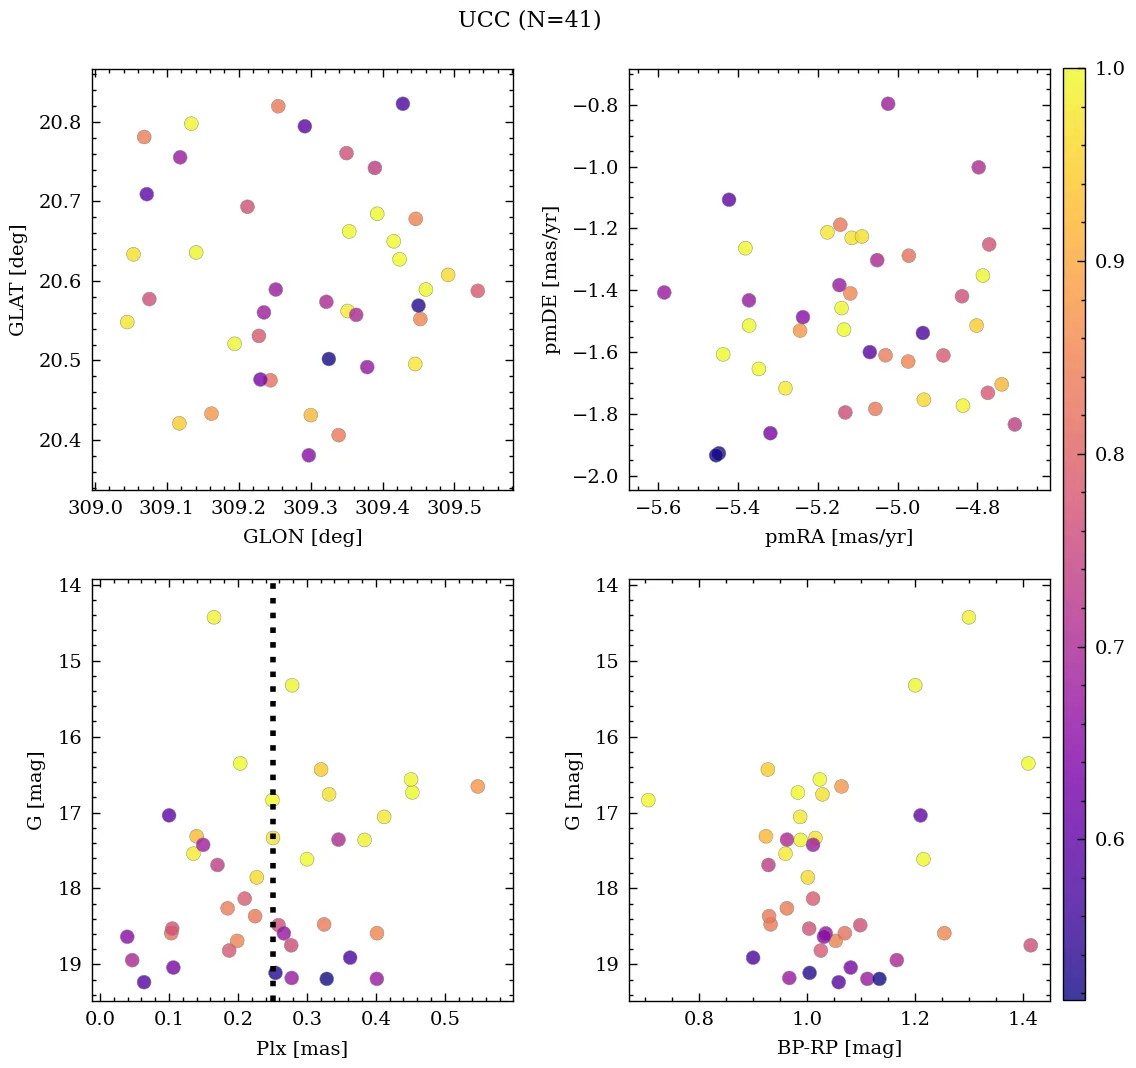 UCC (N=41)
20.8
20.7
20.6
20.5
20.4
GLAT [deg]
309.0 309.1 309.2 309.3 309.4 309.5
GLON [deg]
−0.8
−1.0
−1.2
−1.4
−1.6
−1.8
−2.0
pmDE [mas/yr]
−5.6 −5.4 −5.2 −5.0 −4.8
pmRA [mas/yr]
14
15
16
17
18
19
G [mag]
0.0 0.1 0.2 0.3 0.4 0.5
Plx [mas]
14
15
16
17
18
19
G [mag]
0.8 1.0 1.2 1.4
BP-RP [mag]
1.0
0.9
0.8
0.7
0.6